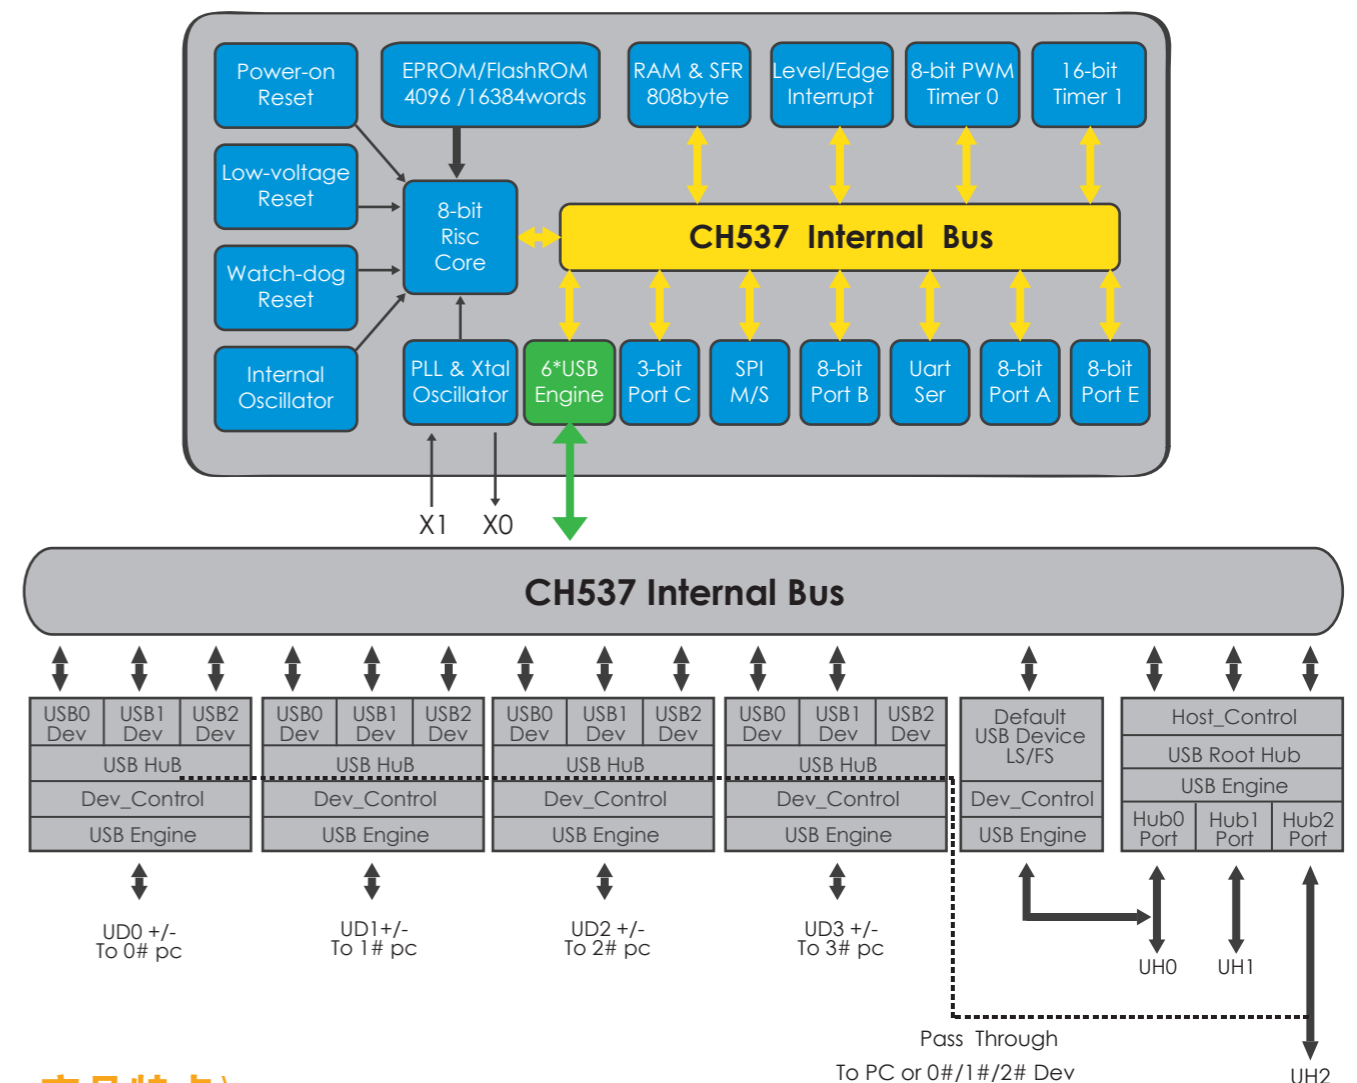 Power-on
Reset
EPROM/FlashROM
4096 /16384words
RAM & SFR
808byte
Level/Edge
Interrupt
8-bit PWM
Timer 0
16-bit
Timer 1
Low-voltage
Reset
8-bit
Risc
Core
CH537 Internal Bus
Watch-dog
Reset
Internal
Oscillator
PLL & Xtal
Oscillator
6*USB
Engine
3-bit
Port C
SPI
M/S
8-bit
Port B
Uart
Ser
8-bit
Port A
8-bit
Port E
X1
X0
CH537 Internal Bus
USB0
Dev
USB1
Dev
USB2
Dev
USB HuB
Dev_Control
USB Engine
USB0
Dev
USB1
Dev
USB2
Dev
USB HuB
Dev_Control
USB Engine
USB0
Dev
USB1
Dev
USB2
Dev
USB HuB
Dev_Control
USB Engine
USB0
Dev
USB1
Dev
USB2
Dev
USB HuB
Dev_Control
USB Engine
Default
USB Device
LS/FS
Dev_Control
USB Engine
Host_Control
USB Root Hub
USB Engine
Hub0
Port
Hub1
Port
Hub2
Port
UD0 +/-
To 0# pc
UD1+/-
To 1# pc
UD2 +/-
To 2# pc
UD3 +/-
To 3# pc
UH0
UH1
Pass Through
To PC or 0#/1#/2# Dev
UH2